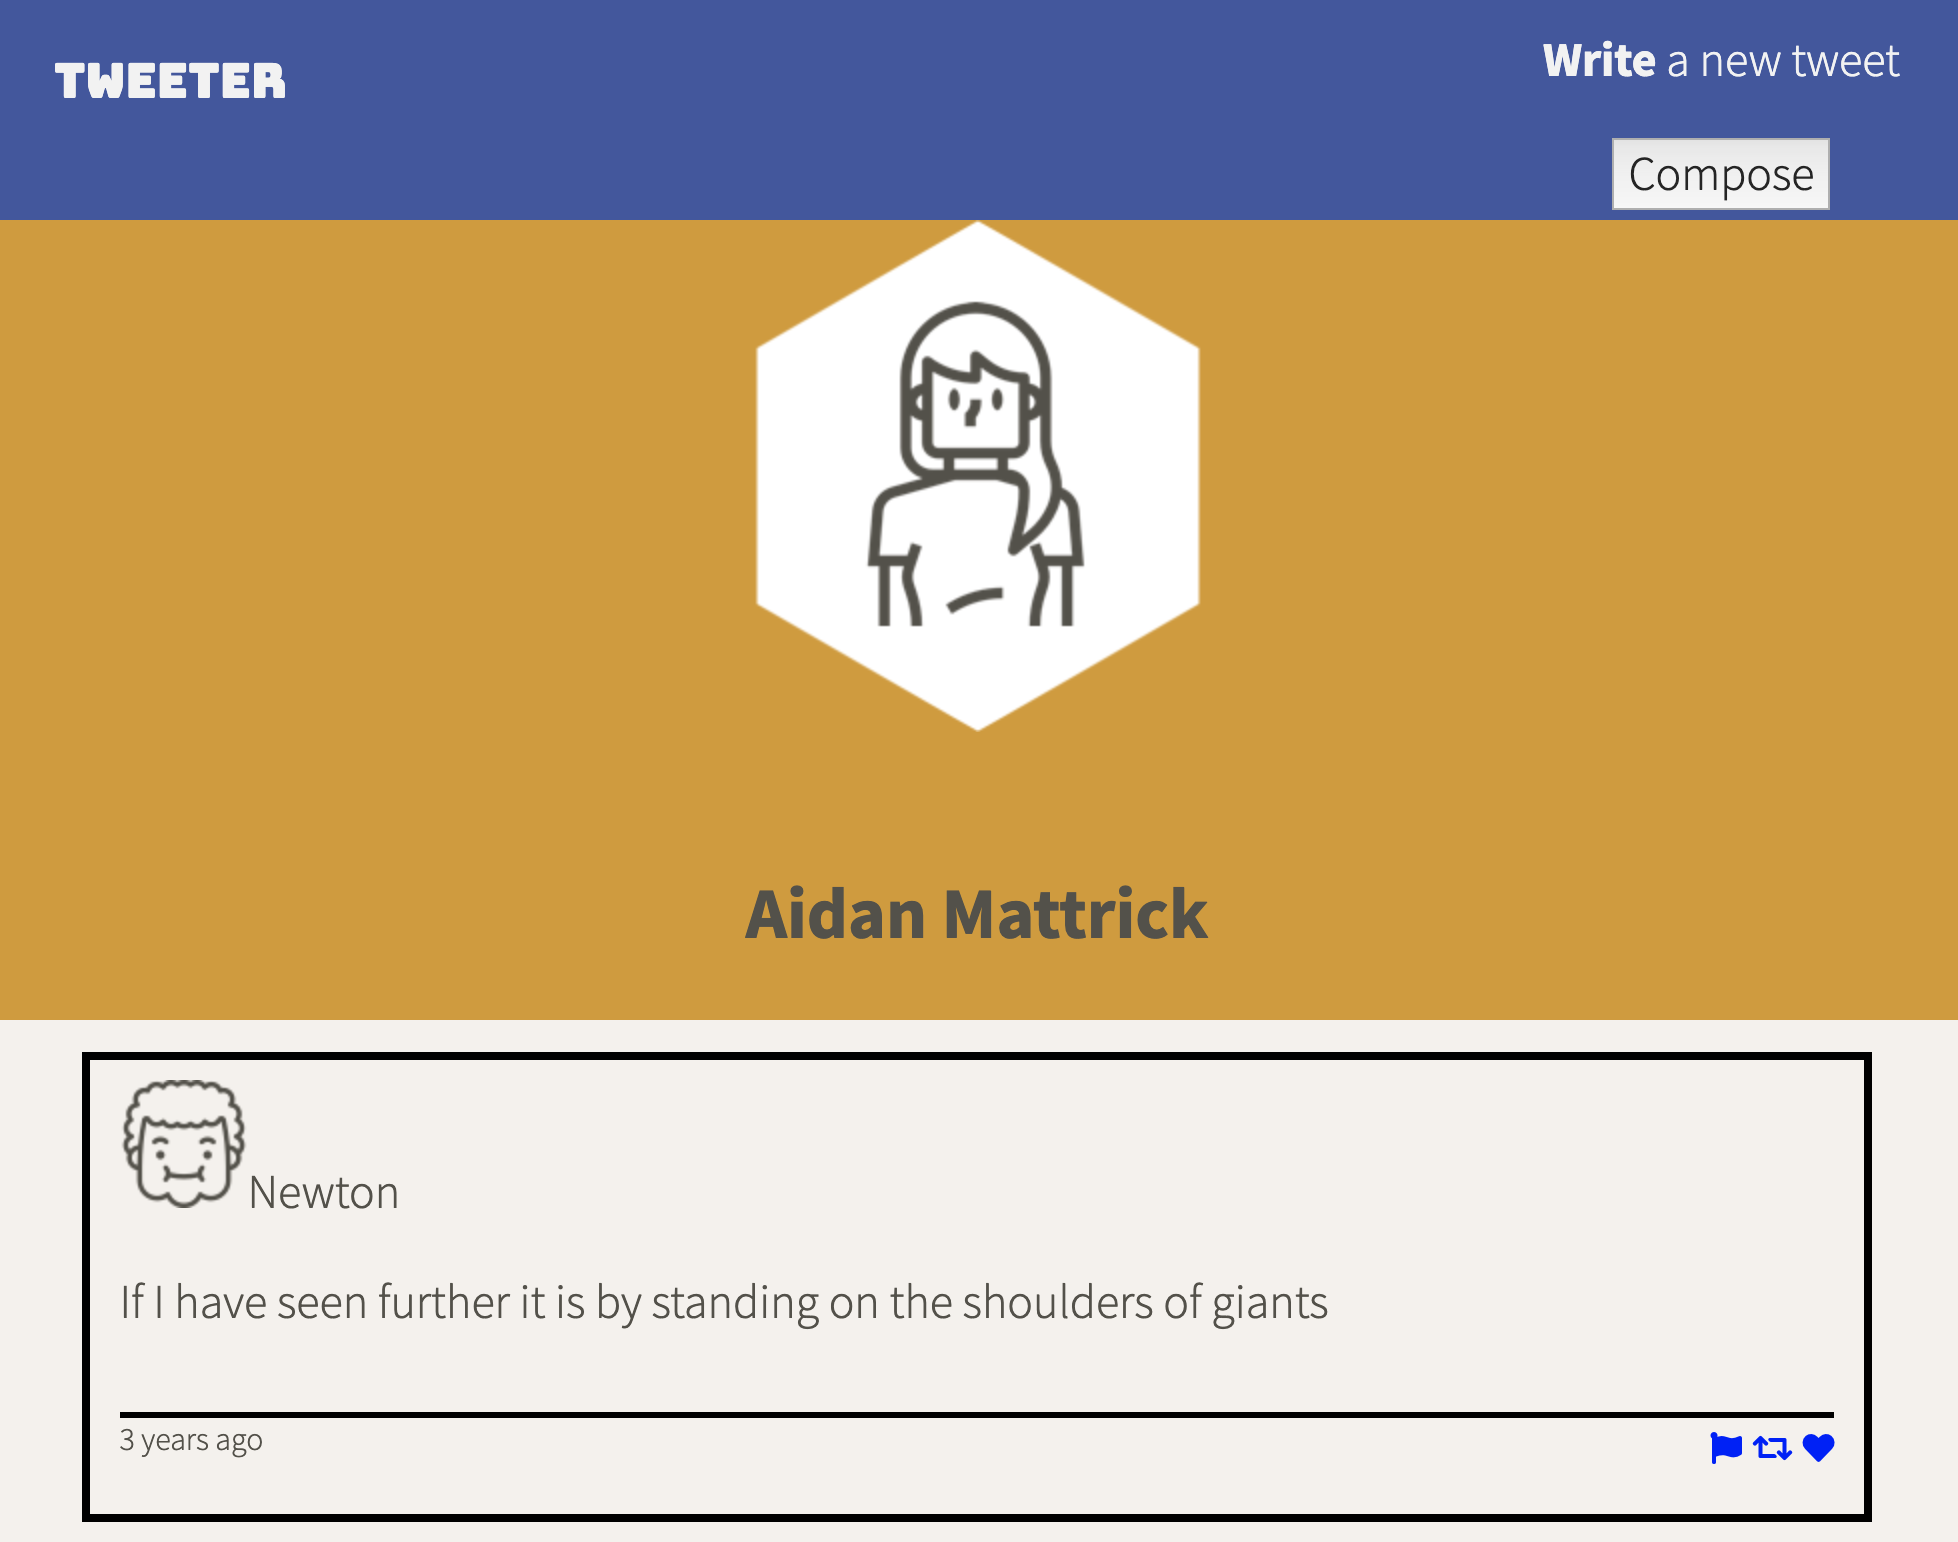 TWEETER
Write a new tweet
Compose
Aidan Mattrick
Newton
If I have seen further it is by standing on the shoulders of giants
3 years ago